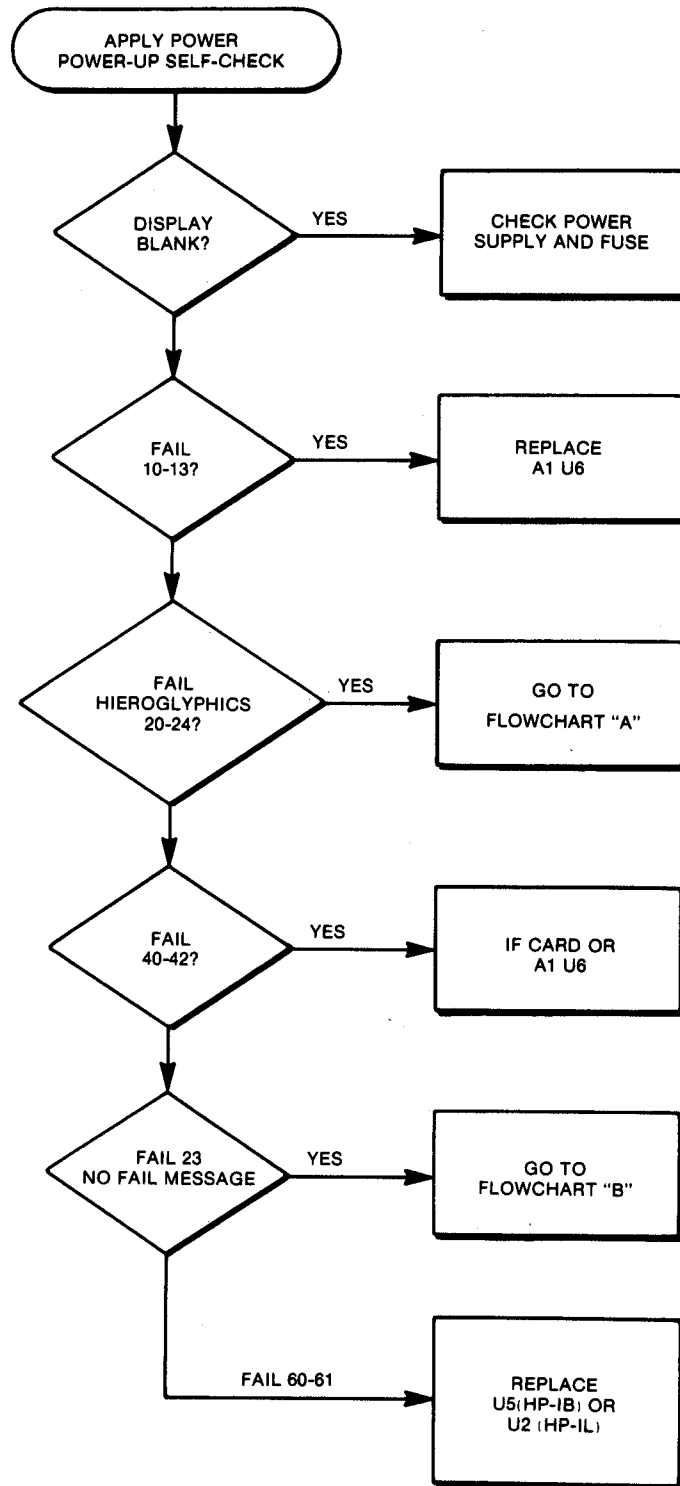 APPLY POWER
POWER-UP SELF-CHECK
DISPLAY
BLANK?
YES
CHECK POWER
SUPPLY AND FUSE
FAIL
10-13?
YES
REPLACE
A1 U6
FAIL
HIEROGLYPHICS
20-24?
YES
GO TO
FLOWCHART "A"
FAIL
40-42?
YES
IF CARD OR
A1 U6
FAIL 23
NO FAIL MESSAGE
YES
GO TO
FLOWCHART "B"
FAIL 60-61
REPLACE
U5(HP-IB) OR
U2 (HP-IL)